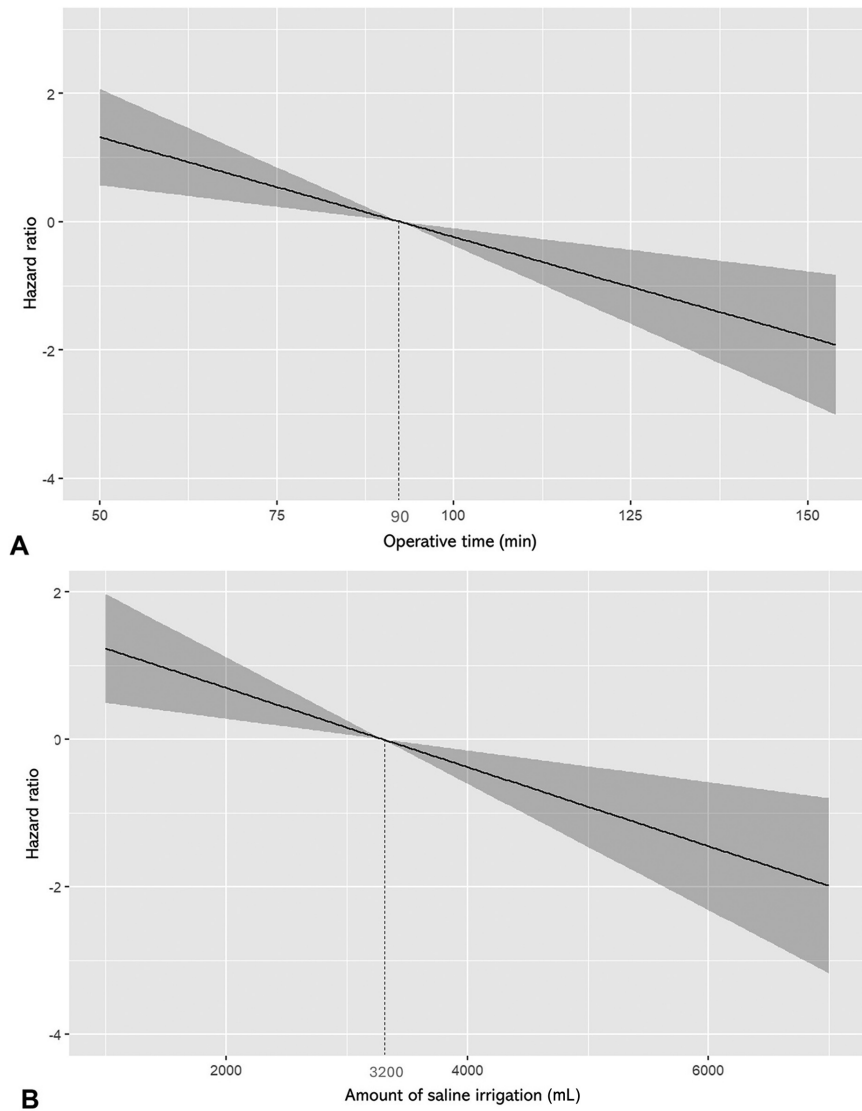 2
0
-2
-4
Hazard ratio
50 75 90 100 125 150
Operative time (min)
A
2
0
-2
-4
Hazard ratio
2000 3200 4000 6000
Amount of saline irrigation (mL)
B